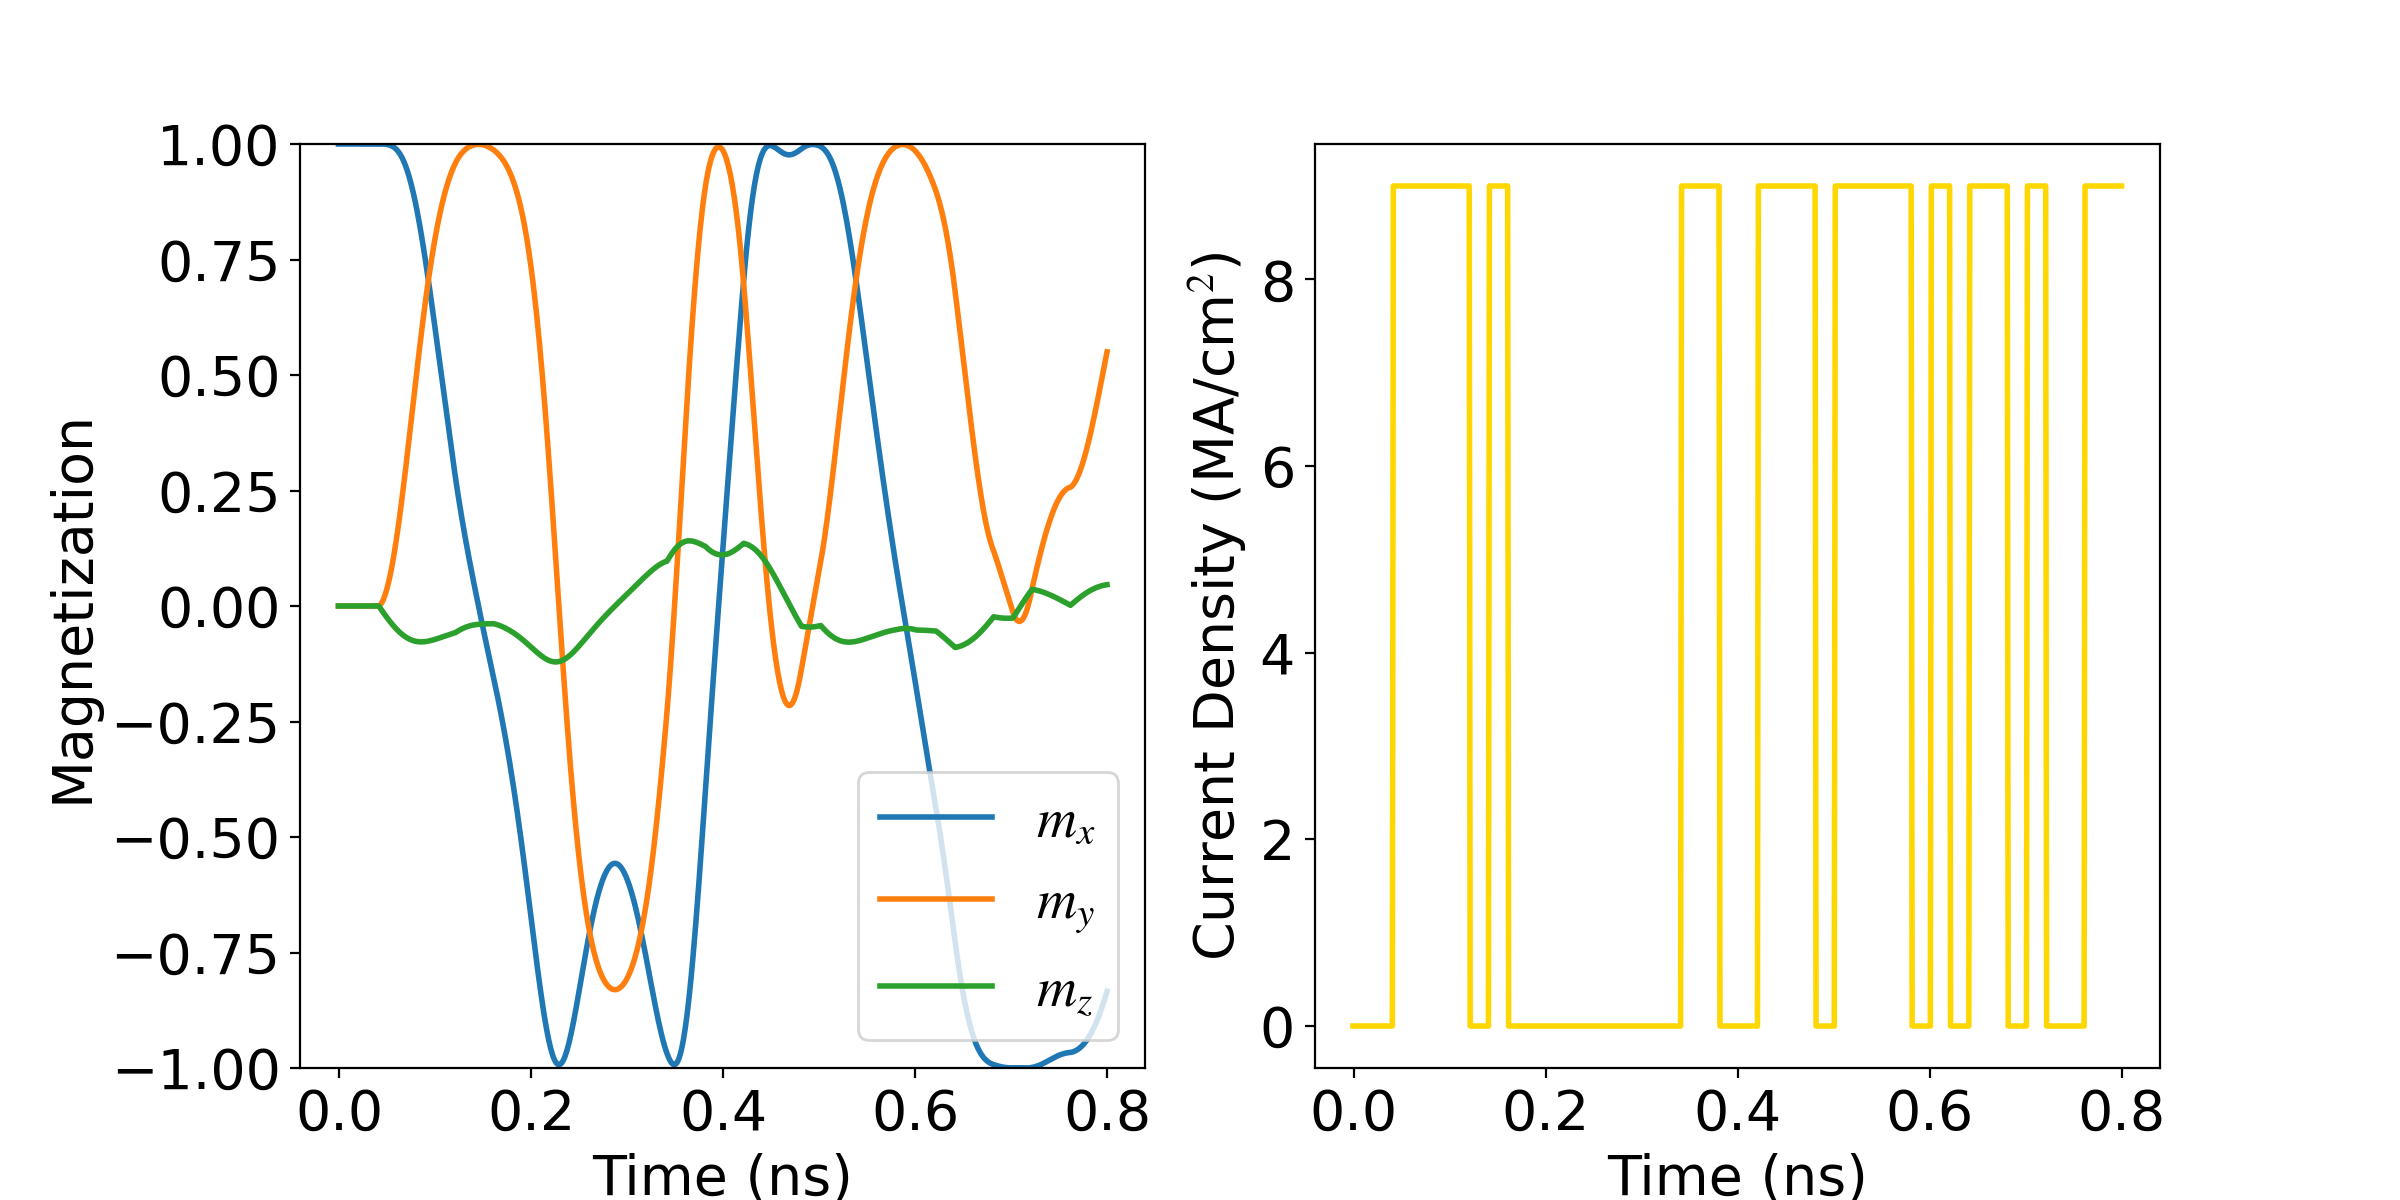 Magnetization
1.00
0.75
0.50
0.25
0.00
−0.25
−0.50
−0.75
−1.00
0.0 0.2 0.4 0.6 0.8
Time (ns)
m_x
m_y
m_z
Current Density (MA/cm²)
8
6
4
2
0
0.0 0.2 0.4 0.6 0.8
Time (ns)